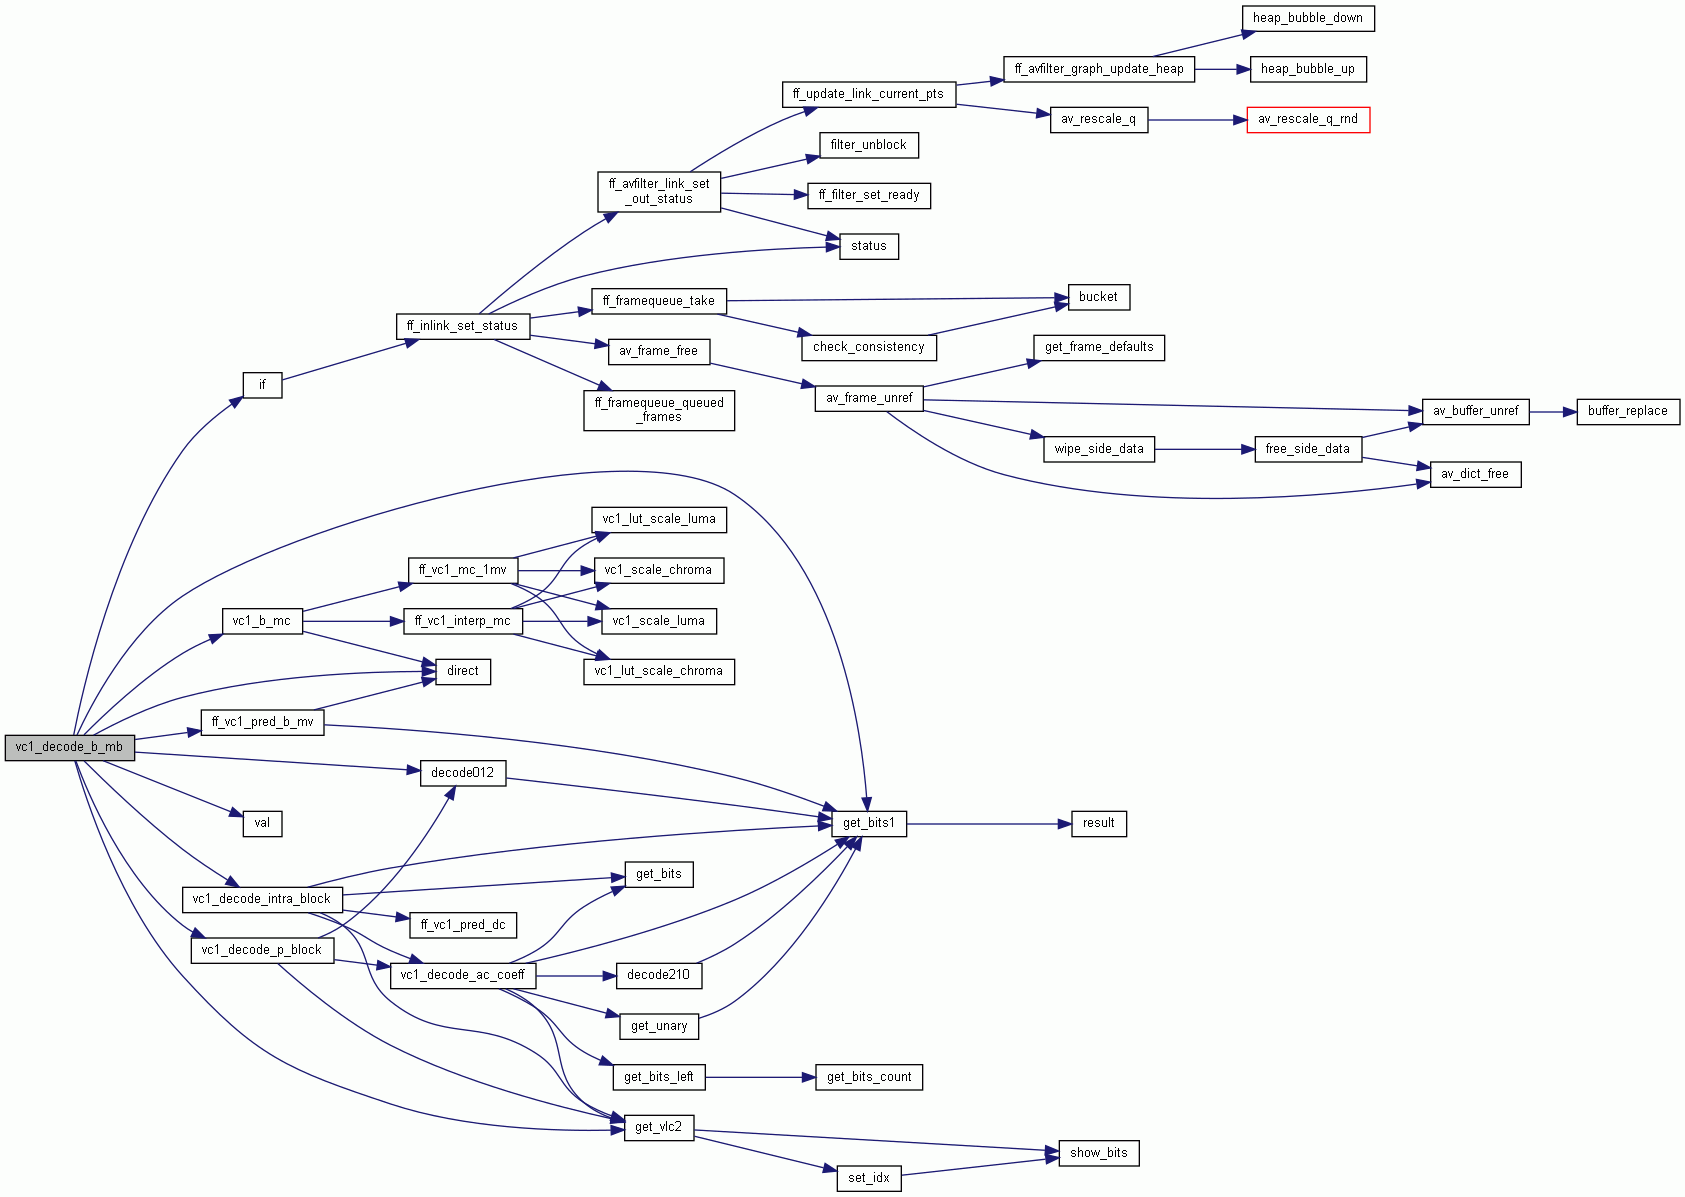 heap_bubble_down
ff_avfilter_graph_update_heap
heap_bubble_up
ff_update_link_current_pts
av_rescale_q
av_rescale_q_rnd
filter_unblock
ff_avfilter_link_set
_out_status
ff_filter_set_ready
status
ff_framequeue_take
bucket
ff_inlink_set_status
check_consistency
get_frame_defaults
av_frame_free
if
av_frame_unref
ff_framequeue_queued
_frames
av_buffer_unref
buffer_replace
wipe_side_data
free_side_data
av_dict_free
vc1_lut_scale_luma
ff_vc1_mc_1mv
vc1_scale_chroma
vc1_b_mc
ff_vc1_interp_mc
vc1_scale_luma
direct
vc1_lut_scale_chroma
ff_vc1_pred_b_mv
vc1_decode_b_mb
decode012
val
get_bits1
result
get_bits
vc1_decode_intra_block
ff_vc1_pred_dc
vc1_decode_p_block
vc1_decode_ac_coeff
decode210
get_unary
get_bits_left
get_bits_count
get_vlc2
show_bits
set_idx